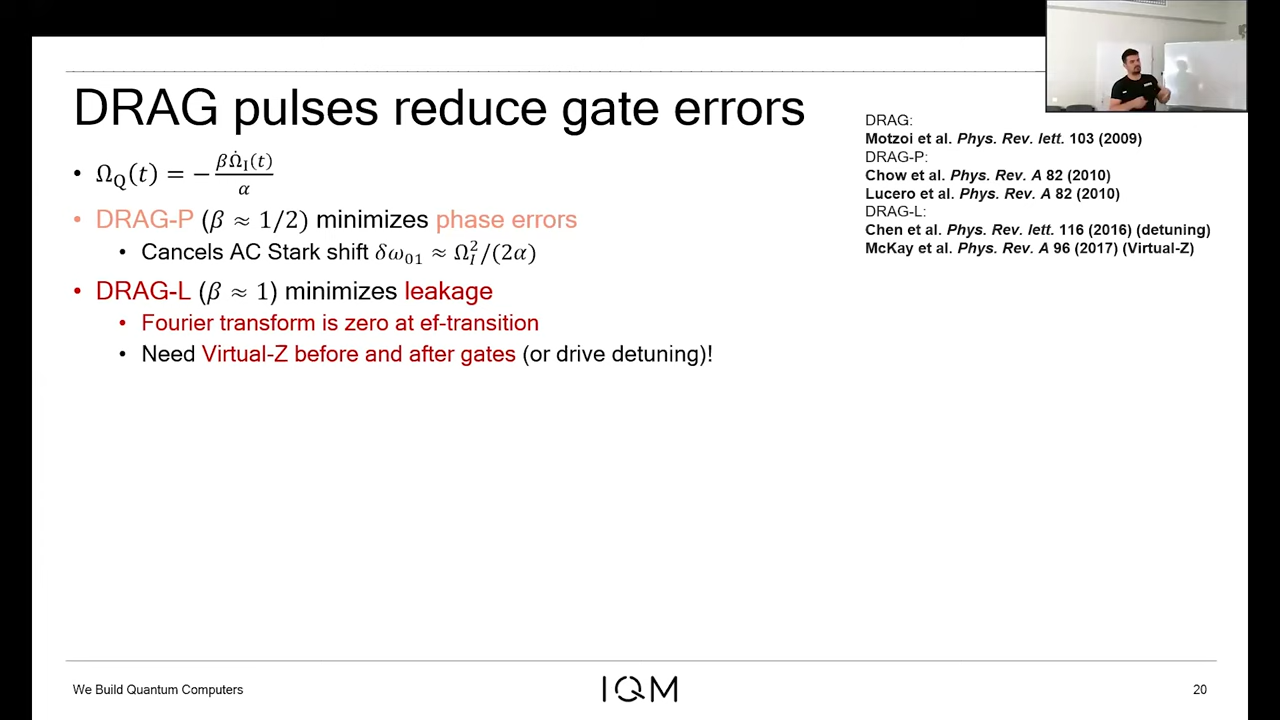 DRAG pulses reduce gate errors
• Ω_Q(t) = −βΩ̇_I(t)/α
• DRAG-P (β ≈ 1/2) minimizes phase errors
• Cancels AC Stark shift δω₀₁ ≈ Ω_I²/(2α)
• DRAG-L (β ≈ 1) minimizes leakage
• Fourier transform is zero at ef-transition
• Need Virtual-Z before and after gates (or drive detuning)!
DRAG:
Motzoi et al. Phys. Rev. lett. 103 (2009)
DRAG-P:
Chow et al. Phys. Rev. A 82 (2010)
Lucero et al. Phys. Rev. A 82 (2010)
DRAG-L:
Chen et al. Phys. Rev. lett. 116 (2016) (detuning)
McKay et al. Phys. Rev. A 96 (2017) (Virtual-Z)
We Build Quantum Computers
IQM
20